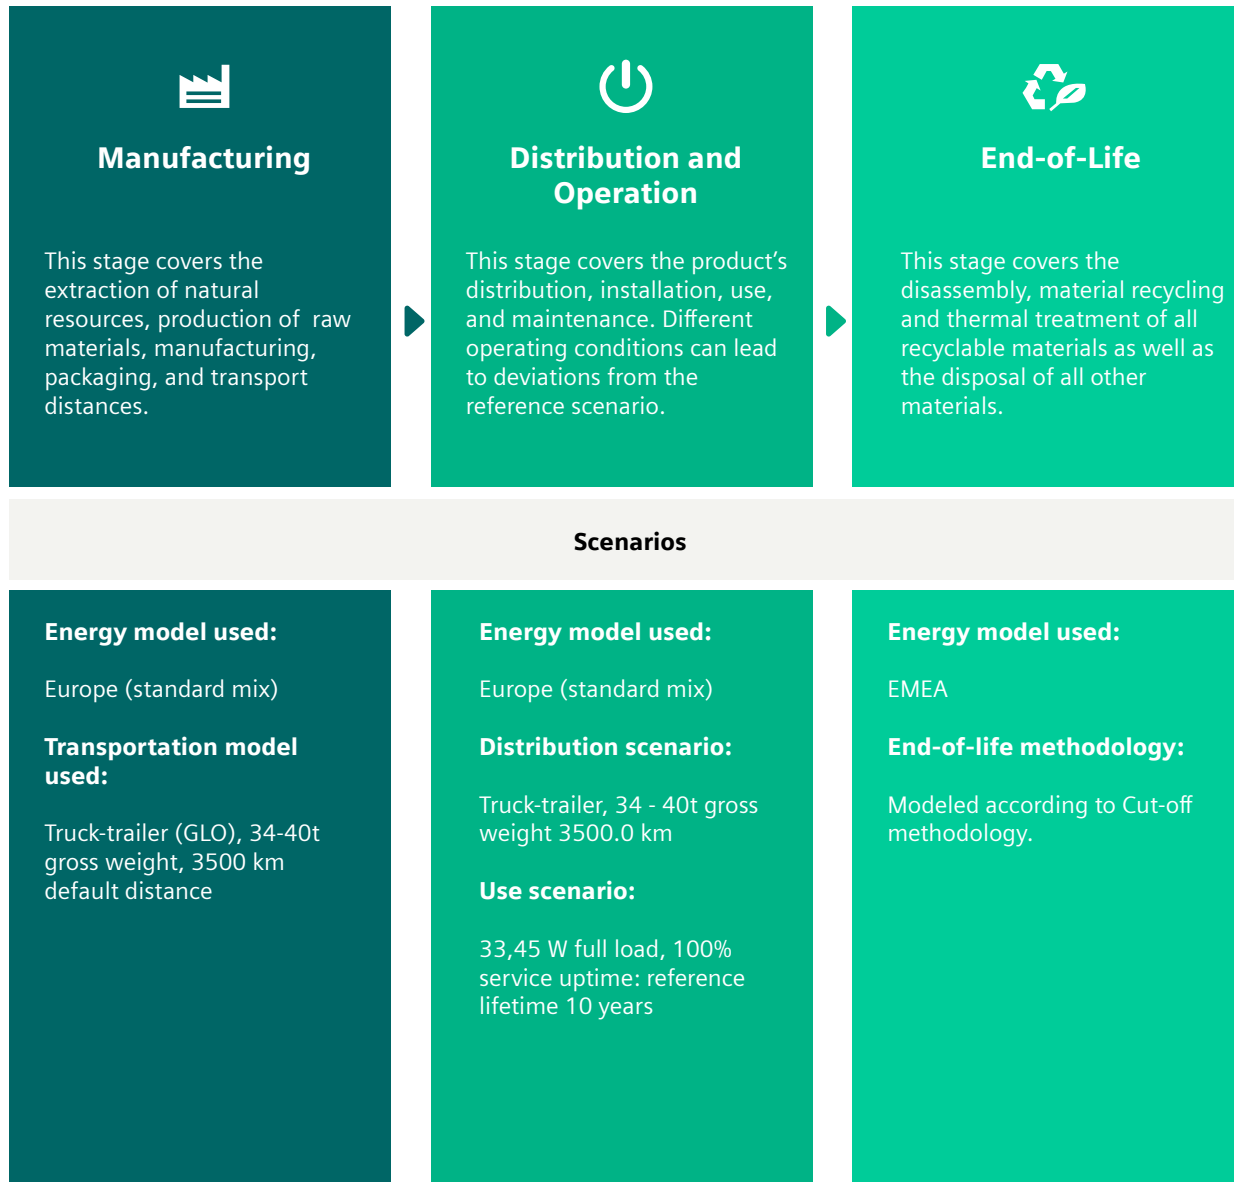 Manufacturing
This stage covers the
extraction of natural
resources, production of  raw
materials, manufacturing,
packaging, and transport
distances.
Distribution and
Operation
This stage covers the product’s
distribution, installation, use,
and maintenance. Different
operating conditions can lead
to deviations from the
reference scenario.
End-of-Life
This stage covers the
disassembly, material recycling
and thermal treatment of all
recyclable materials as well as
the disposal of all other
materials.
Scenarios
Energy model used:
Europe (standard mix)
Transportation model
used:
Truck-trailer (GLO), 34-40t
gross weight, 3500 km
default distance
Energy model used:
Europe (standard mix)
Distribution scenario:
Truck-trailer, 34 - 40t gross
weight 3500.0 km
Use scenario:
33,45 W full load, 100%
service uptime: reference
lifetime 10 years
Energy model used:
EMEA
End-of-life methodology:
Modeled according to Cut-off
methodology.